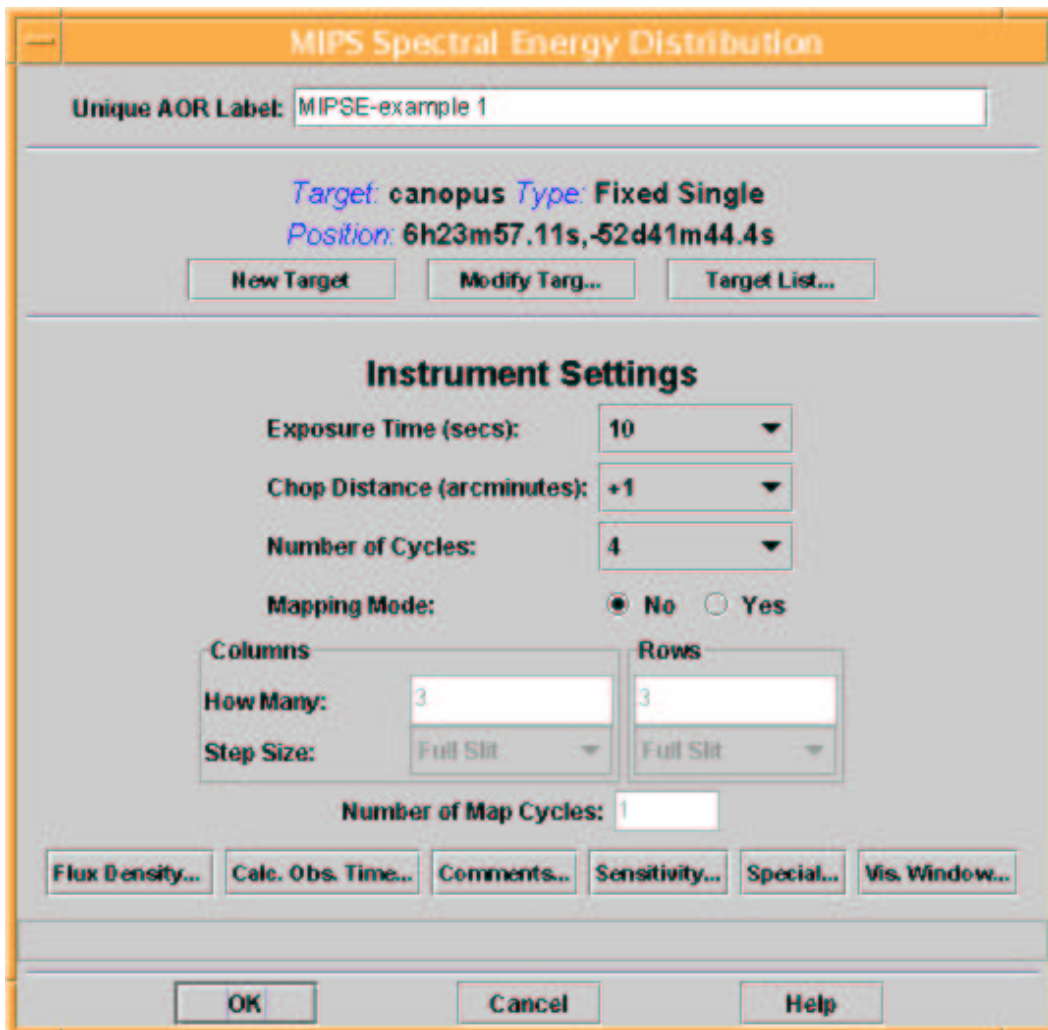 MIPS Spectral Energy Distribution
Unique AOR Label: MIPSE-example 1
Target: canopus Type: Fixed Single
Position: 6h23m57.11s,-52d41m44.4s
New Target Modify Targ... Target List...
Instrument Settings
Exposure Time (secs): 10
Chop Distance (arcminutes): +1
Number of Cycles: 4
Mapping Mode: No Yes
Columns Rows
How Many: 3 3
Step Size: Full Slit Full Slit
Number of Map Cycles: 1
Flux Density... Calc. Obs. Time... Comments... Sensitivity... Special... Vis. Window...
OK Cancel Help